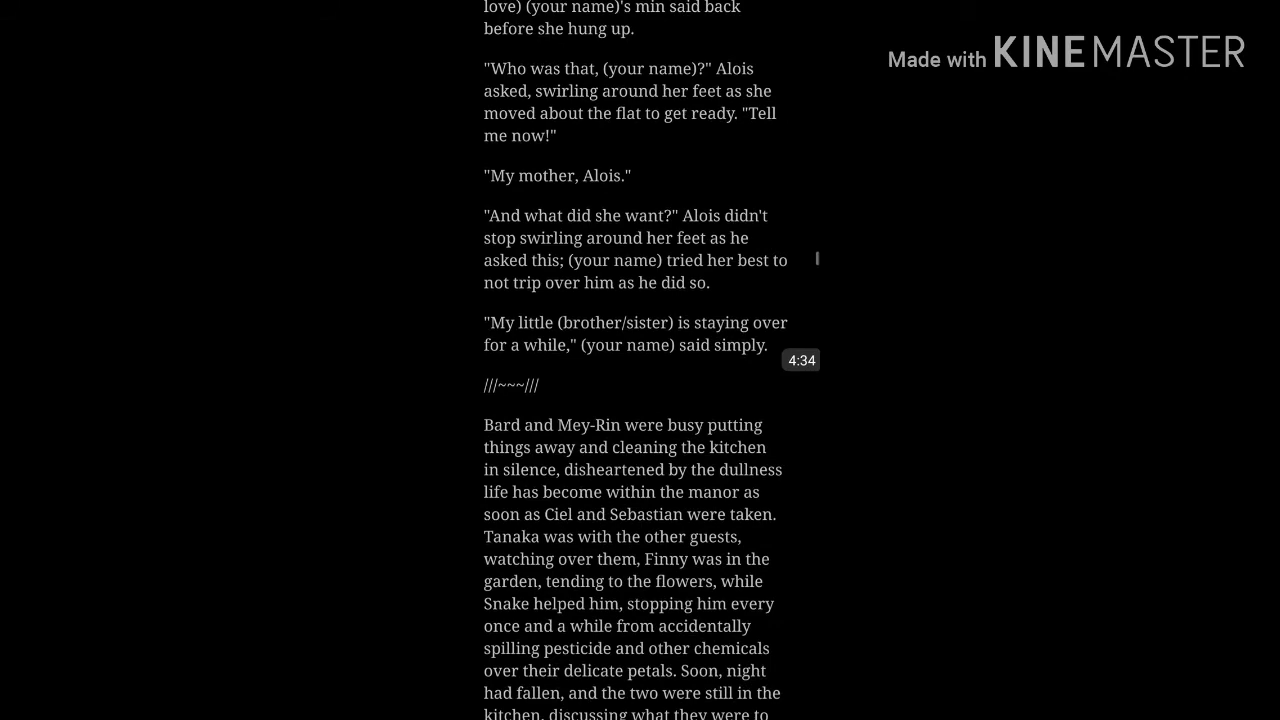 love) (your name)'s min said back
before she hung up.
Made with KINEMASTER
"Who was that, (your name)?" Alois
asked, swirling around her feet as she
moved about the flat to get ready. "Tell
me now!"
"My mother, Alois."
"And what did she want?" Alois didn't
stop swirling around her feet as he
asked this; (your name) tried her best to
not trip over him as he did so.
"My little (brother/sister) is staying over
for a while," (your name) said simply.
4:34
///~~~///
Bard and Mey-Rin were busy putting
things away and cleaning the kitchen
in silence, disheartened by the dullness
life has become within the manor as
soon as Ciel and Sebastian were taken.
Tanaka was with the other guests,
watching over them, Finny was in the
garden, tending to the flowers, while
Snake helped him, stopping him every
once and a while from accidentally
spilling pesticide and other chemicals
over their delicate petals. Soon, night
had fallen, and the two were still in the
kitchen, discussing what they were to